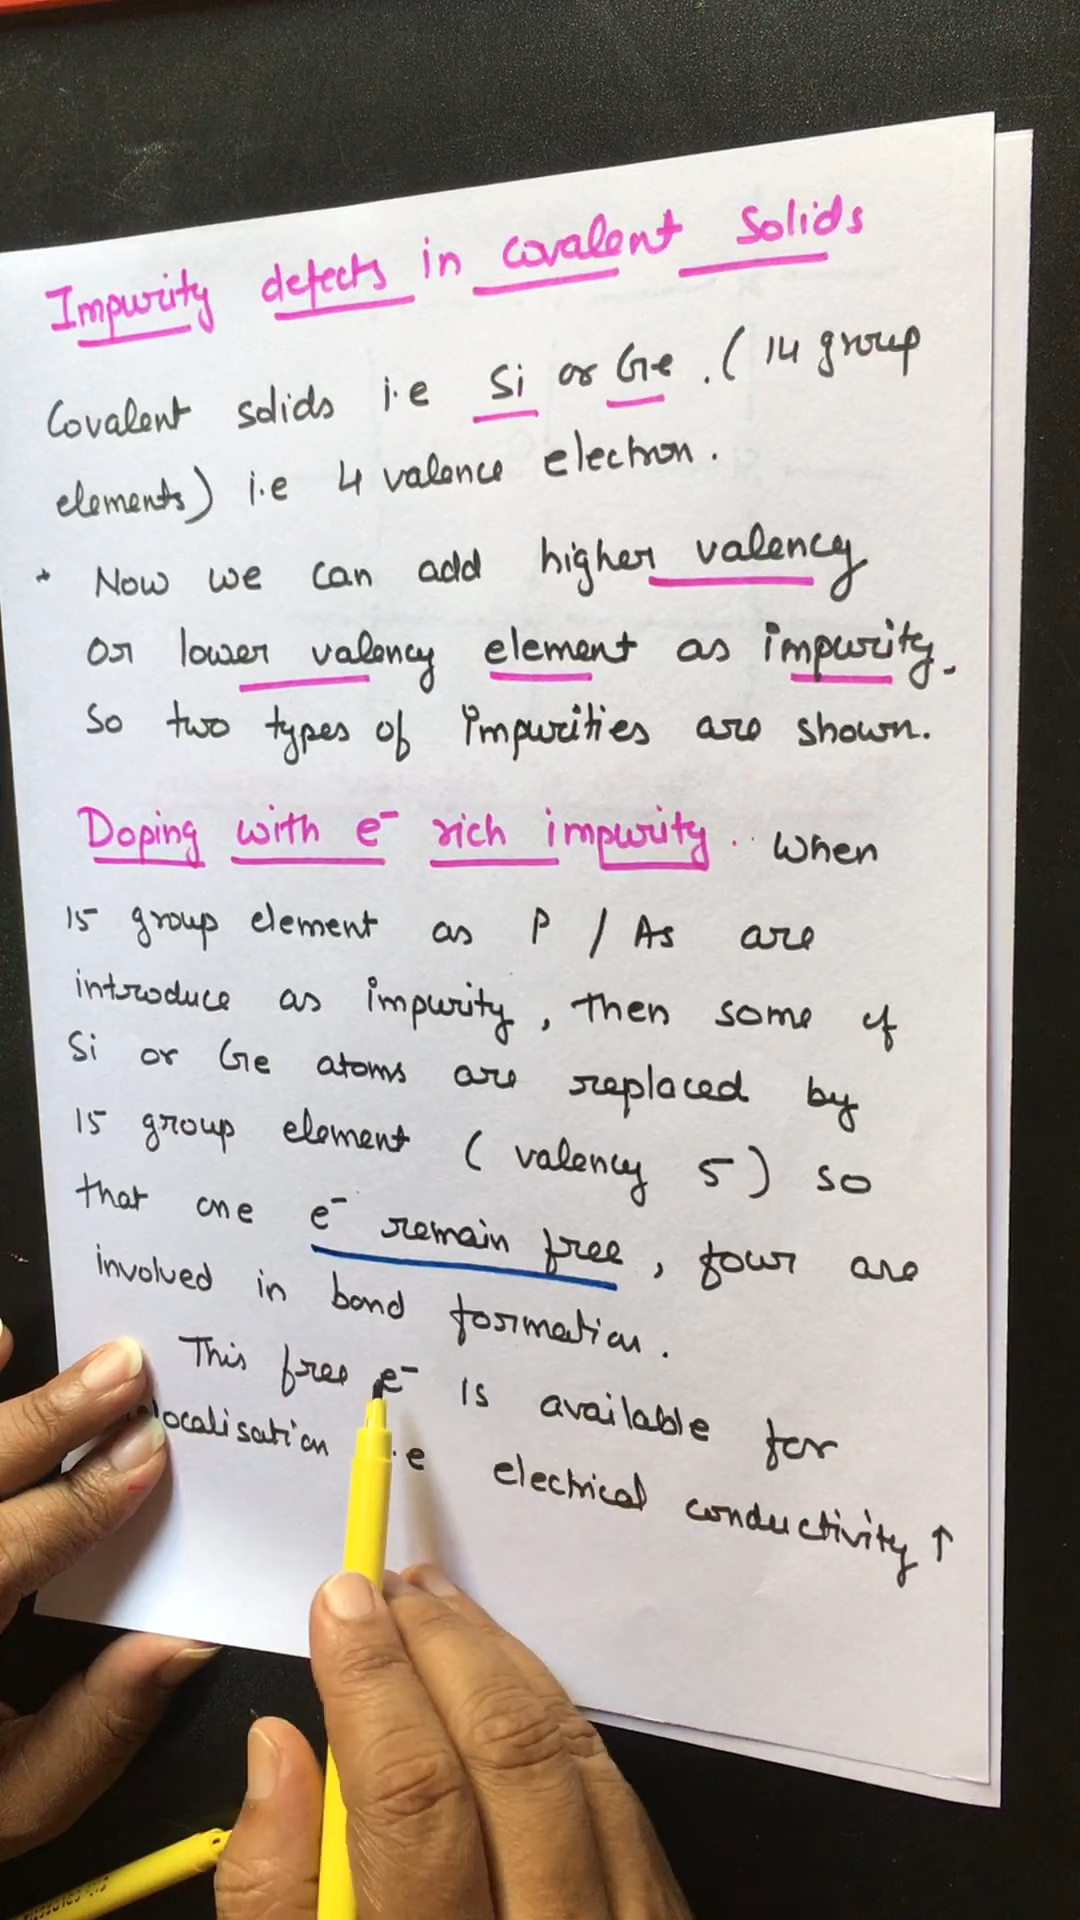 Impurity defects in covalent solids
Covalent solids i.e Si or Ge . ( 14 group
elements) i.e 4 valence electron.
* Now we can add higher valency
or lower valency element as impurity.
So two types of impurities are shown.
Doping with e⁻ rich impurity. When
15 group element as P / As are
introduce as impurity, then some of
Si or Ge atoms are replaced by
15 group element ( valency 5 ) so
that one e⁻ remain free, four are
involved in bond formation.
This free e⁻ is available for
localisation .e electrical conductivity ↑